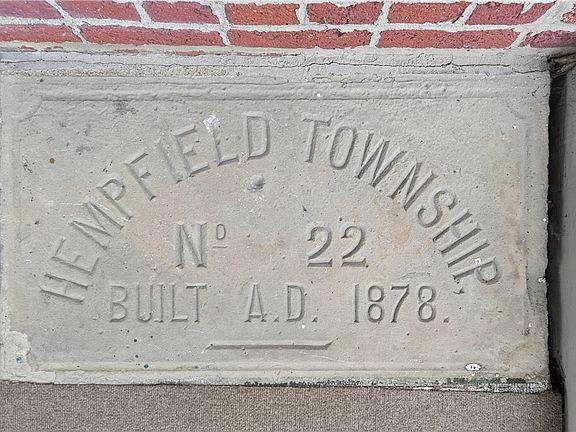 HEMPFIELD TOWNSHIP,
Nº 22
BUILT A.D. 1878.